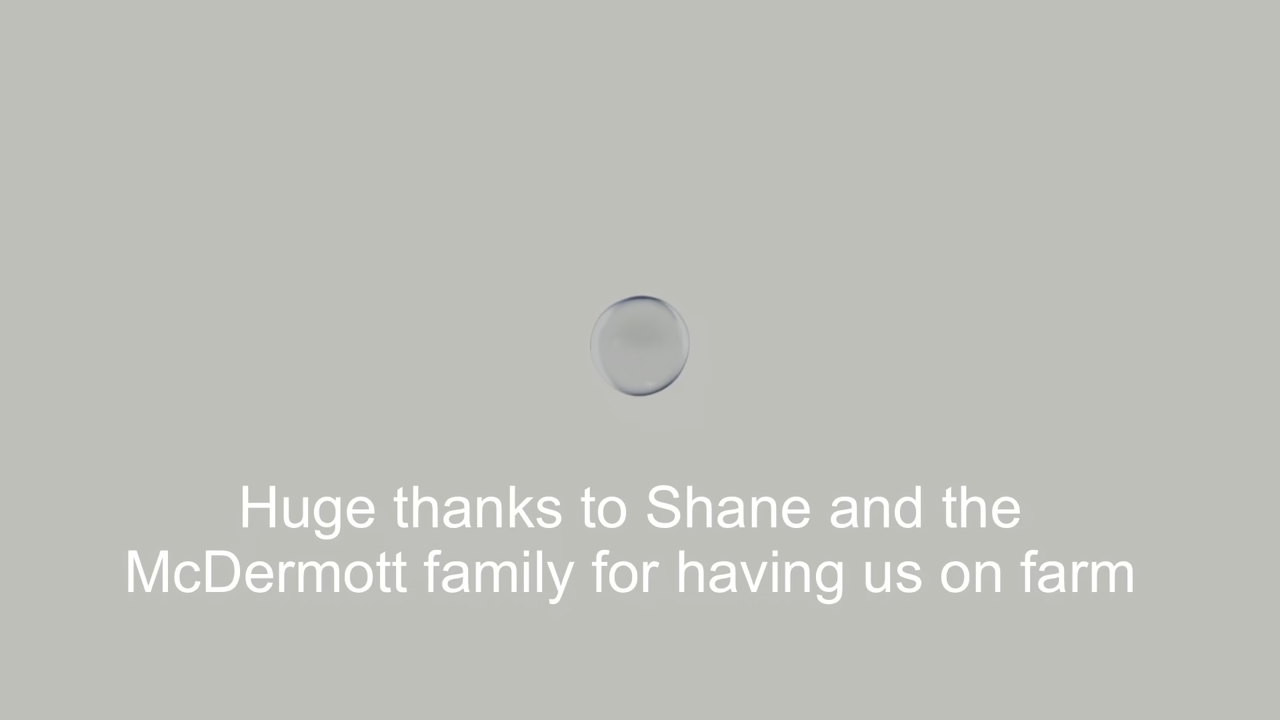 Huge thanks to Shane and the
McDermott family for having us on farm